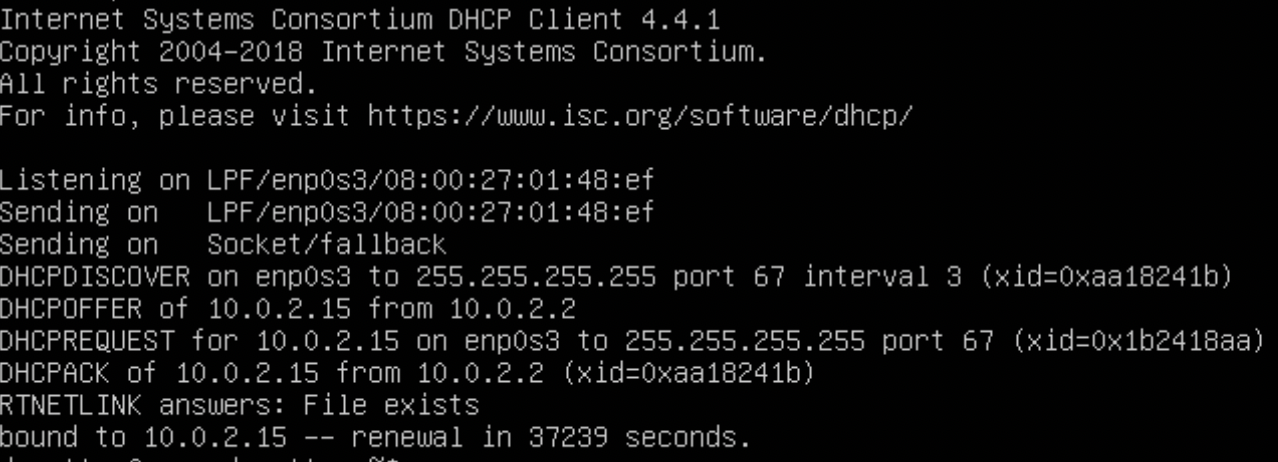 Internet Systems Consortium DHCP Client 4.4.1
Copyright 2004-2018 Internet Systems Consortium.
All rights reserved.
For info, please visit https://www.isc.org/software/dhcp/
Listening on LPF/enp0s3/08:00:27:01:48:ef
Sending on   LPF/enp0s3/08:00:27:01:48:ef
Sending on   Socket/fallback
DHCPDISCOVER on enp0s3 to 255.255.255.255 port 67 interval 3 (xid=0xaa18241b)
DHCPOFFER of 10.0.2.15 from 10.0.2.2
DHCPREQUEST for 10.0.2.15 on enp0s3 to 255.255.255.255 port 67 (xid=0x1b2418aa)
DHCPACK of 10.0.2.15 from 10.0.2.2 (xid=0xaa18241b)
RTNETLINK answers: File exists
bound to 10.0.2.15 -- renewal in 37239 seconds.